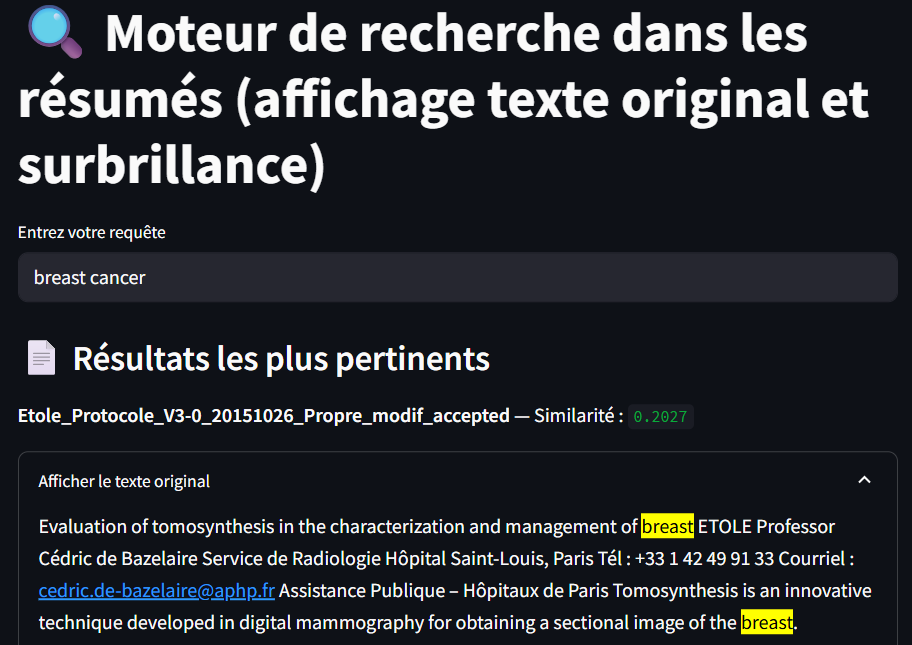 Moteur de recherche dans les
résumés (affichage texte original et
surbrillance)
Entrez votre requête
breast cancer
Résultats les plus pertinents
Etole_Protocole_V3-0_20151026_Propre_modif_accepted — Similarité : 0.2027
Afficher le texte original
Evaluation of tomosynthesis in the characterization and management of breast ETOLE Professor
Cédric de Bazelaire Service de Radiologie Hôpital Saint-Louis, Paris Tél : +33 1 42 49 91 33 Courriel :
cedric.de-bazelaire@aphp.fr Assistance Publique – Hôpitaux de Paris Tomosynthesis is an innovative
technique developed in digital mammography for obtaining a sectional image of the breast.